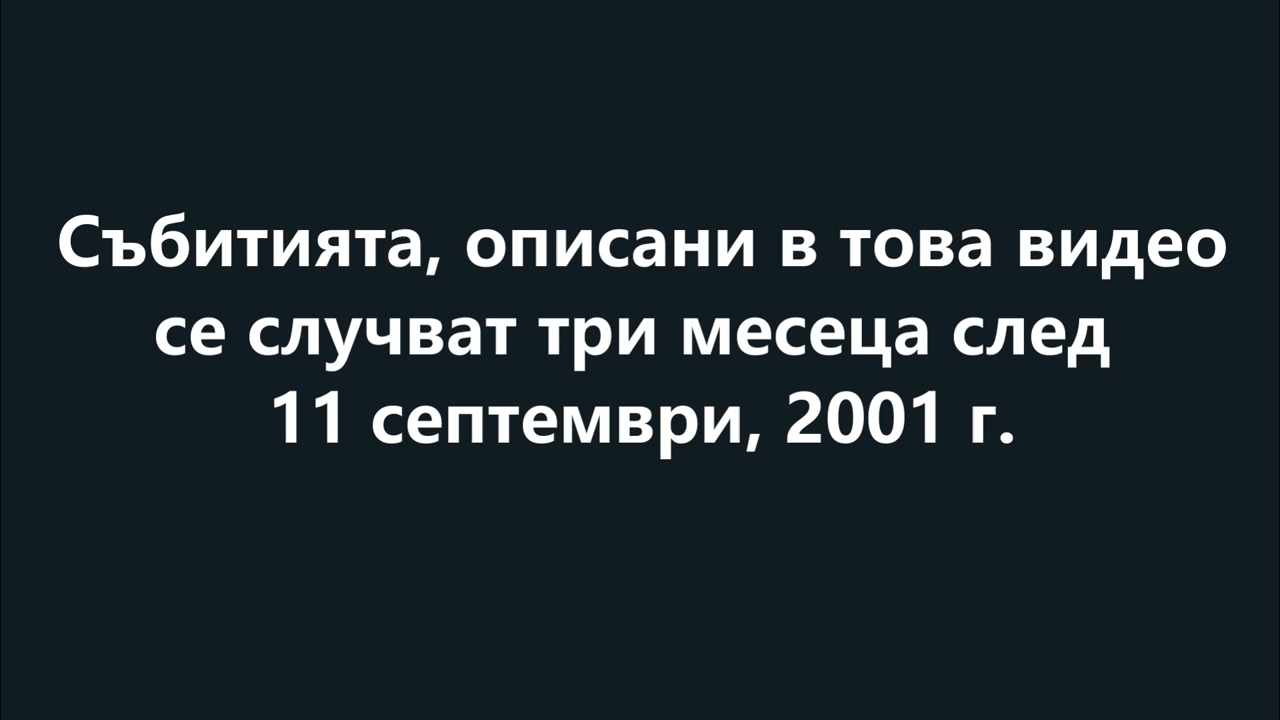 Събитията, описани в това видео
се случват три месеца след
11 септември, 2001 г.